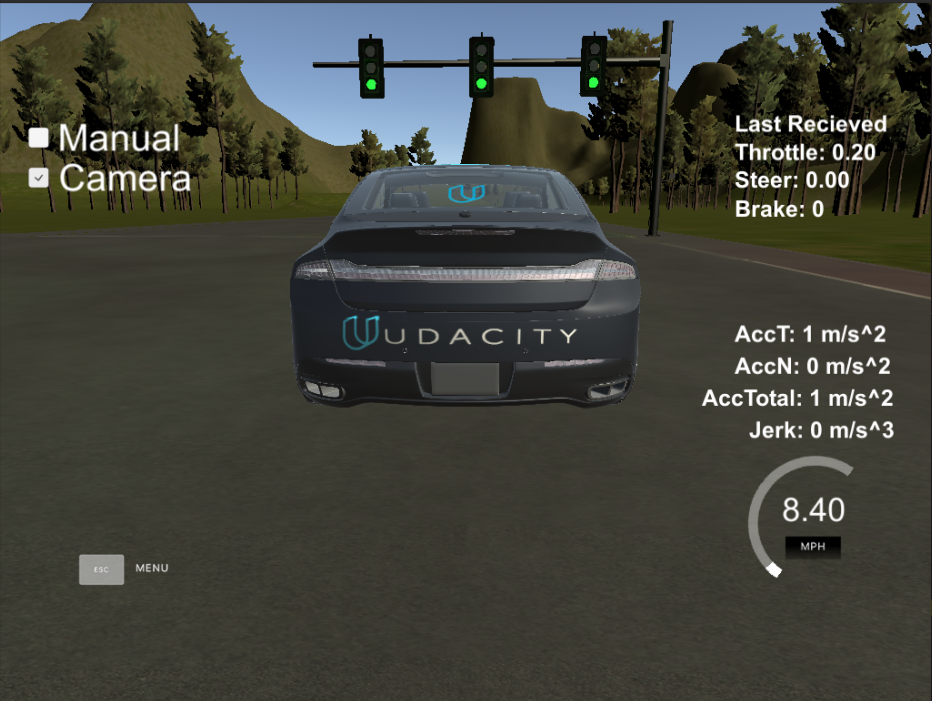 Manual
Camera
Last Recieved
Throttle: 0.20
Steer: 0.00
Brake: 0
UDACITY
AccT: 1 m/s^2
AccN: 0 m/s^2
AccTotal: 1 m/s^2
Jerk: 0 m/s^3
8.40
MPH
ESC MENU